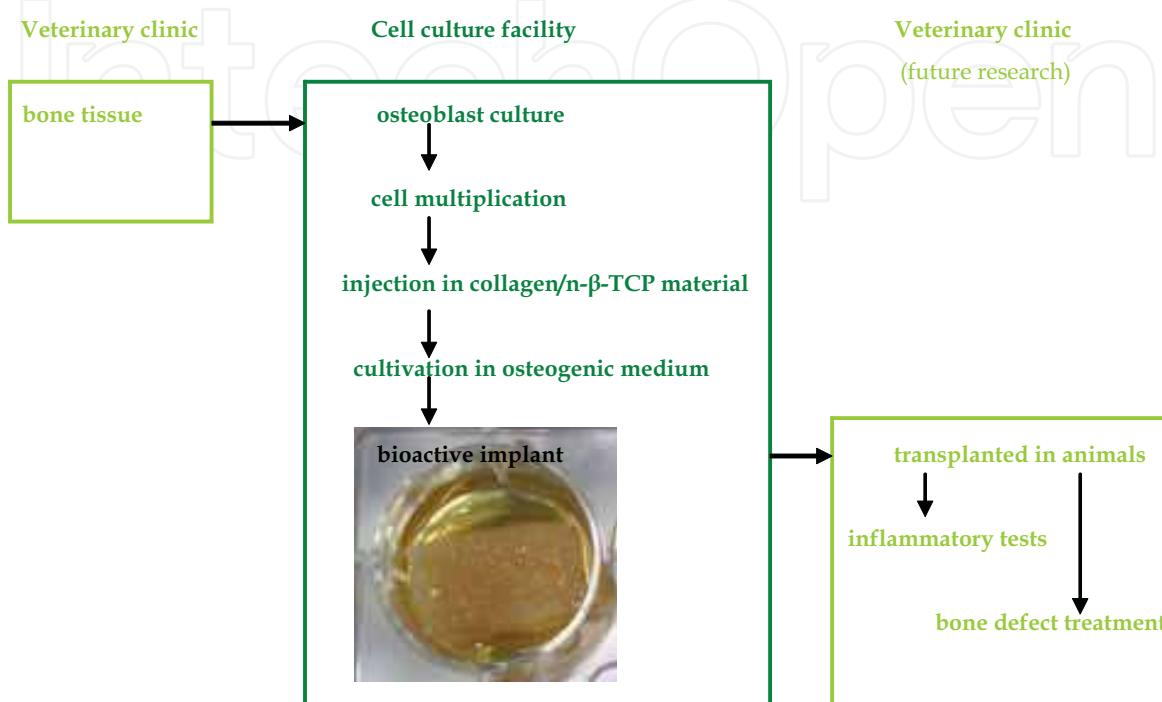 Veterinary clinic
Cell culture facility
Veterinary clinic
(future research)
IntechOpen
bone tissue
osteoblast culture
cell multiplication
injection in collagen/n-β-TCP material
cultivation in osteogenic medium
bioactive implant
transplanted in animals
inflammatory tests
bone defect treatment